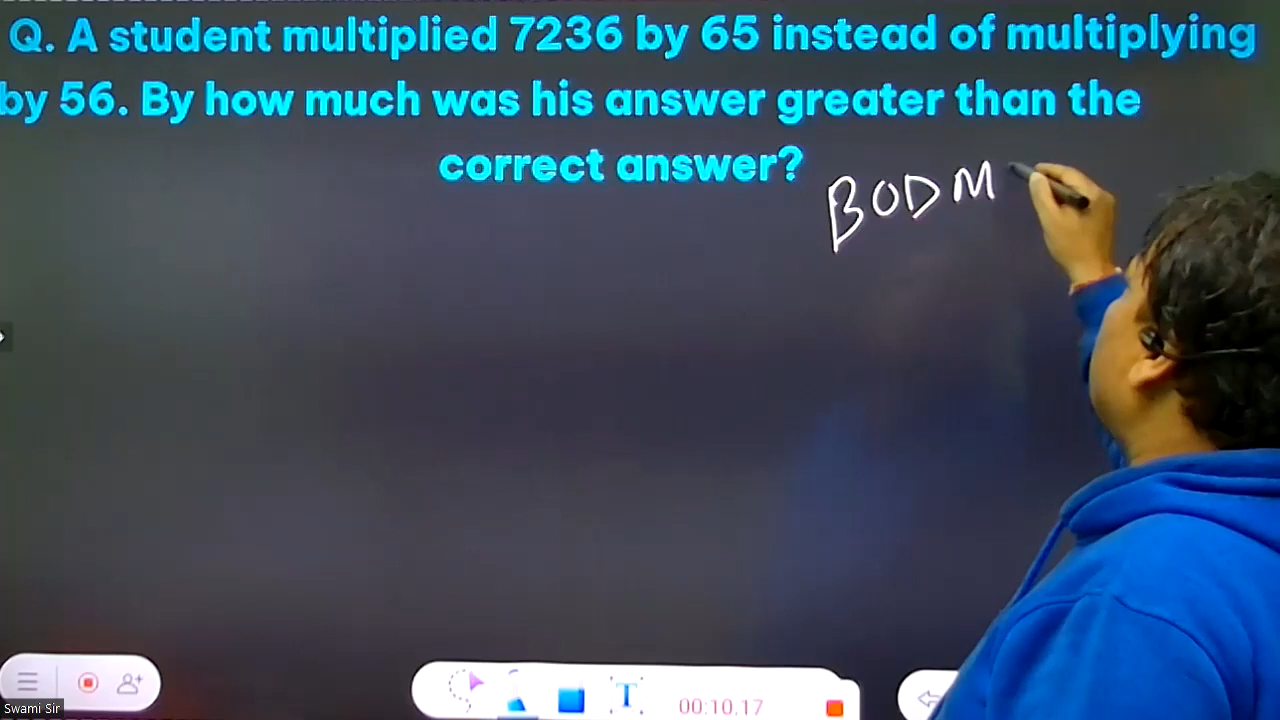 Q. A student multiplied 7236 by 65 instead of multiplying
by 56. By how much was his answer greater than the
correct answer?
BODM
T
00:10.17
Swami Sir